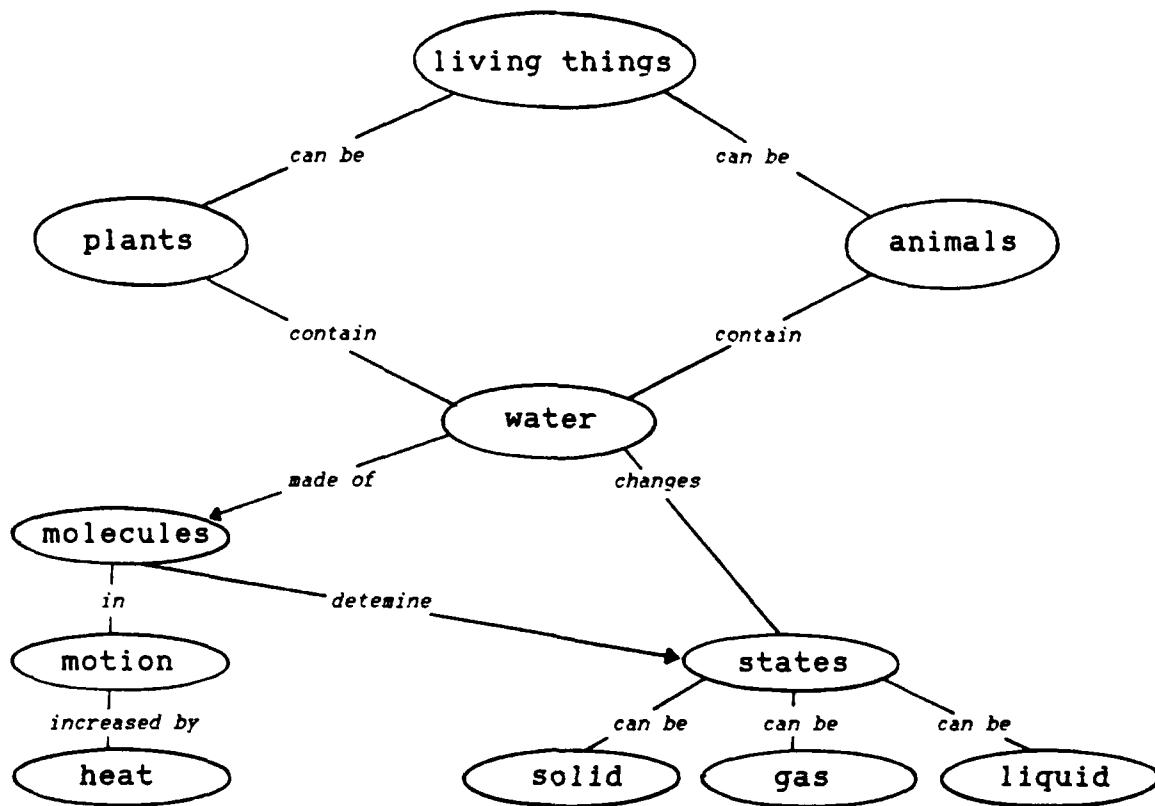 living things
can be
can be
plants
animals
contain
contain
water
made of
changes
molecules
in
detemine
motion
states
increased by
can be
can be
can be
heat
solid
gas
liquid